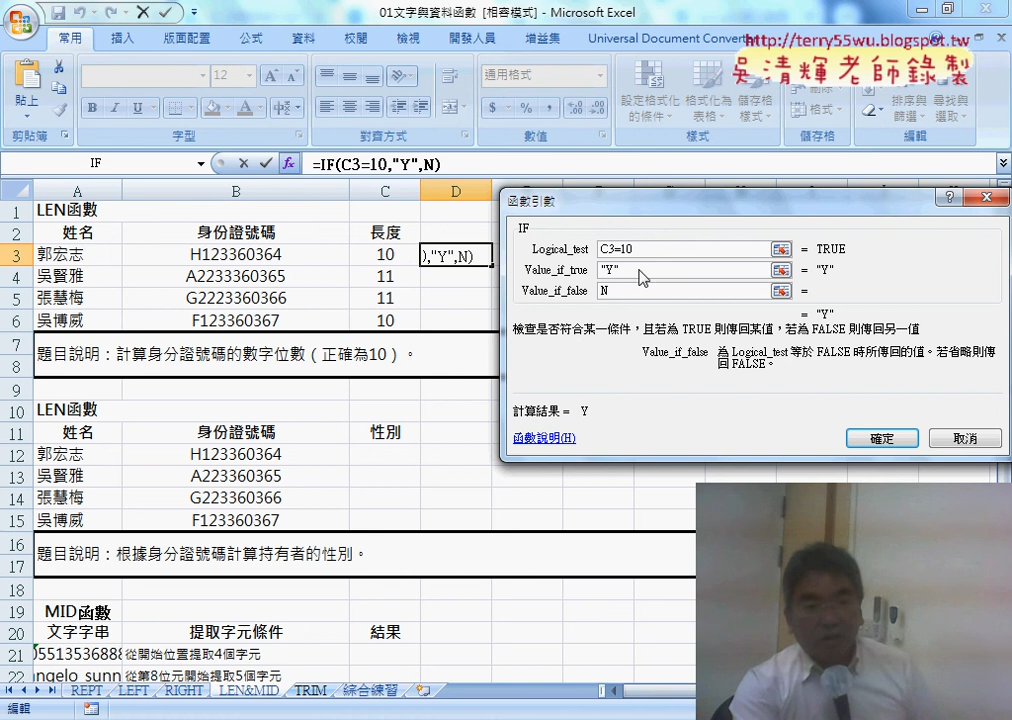 01文字與資料函數 [相容模式] - Microsoft Excel
常用 插入 版面配置 公式 資料 校閱 檢視 開發人員 增益集 Universal Document Converter
http://terry55wu.blogspot.tw
吳清輝老師錄製
貼上 12 通用格式 設定格式化的條件 格式化為表格 儲存格樣式 刪除 格式 排序與篩選 尋找與選取
剪貼簿 字型 對齊方式 數值 樣式 儲存格 編輯
IF =IF(C3=10,"Y",N)
A B C D
1 LEN函數
2 姓名 身份證號碼 長度
3 郭宏志 H123360364 10 ),"Y",N)
4 吳賢雅 A2233360365 11
5 張慧梅 G2223360366 11
6 吳博威 F123360367 10
7 題目說明：計算身分證號碼的數字位數（正確為10）。
8
9
10 LEN函數
11 姓名 身份證號碼 性別
12 郭宏志 H123360364
13 吳賢雅 A223360365
14 張慧梅 G223360366
15 吳博威 F123360367
16 題目說明：根據身分證號碼計算持有者的性別。
17
18
19 MID函數
20 文字字串 提取字元條件 結果
21 0551353688 從開始位置提取4個字元
22 angelo sunn 從第8位元開始提取5個字元
REPT LEFT RIGHT LEN&MID TRIM 綜合練習
編輯
函數引數
IF
Logical_test C3=10 = TRUE
Value_if_true "Y" = "Y"
Value_if_false N =
= "Y"
檢查是否符合某一條件，且若為 TRUE 則傳回某值，若為 FALSE 則傳回另一值
Value_if_false 為 Logical_test 等於 FALSE 時所傳回的值。若省略則傳
回 FALSE。
計算結果 = Y
函數說明(H) 確定 取消